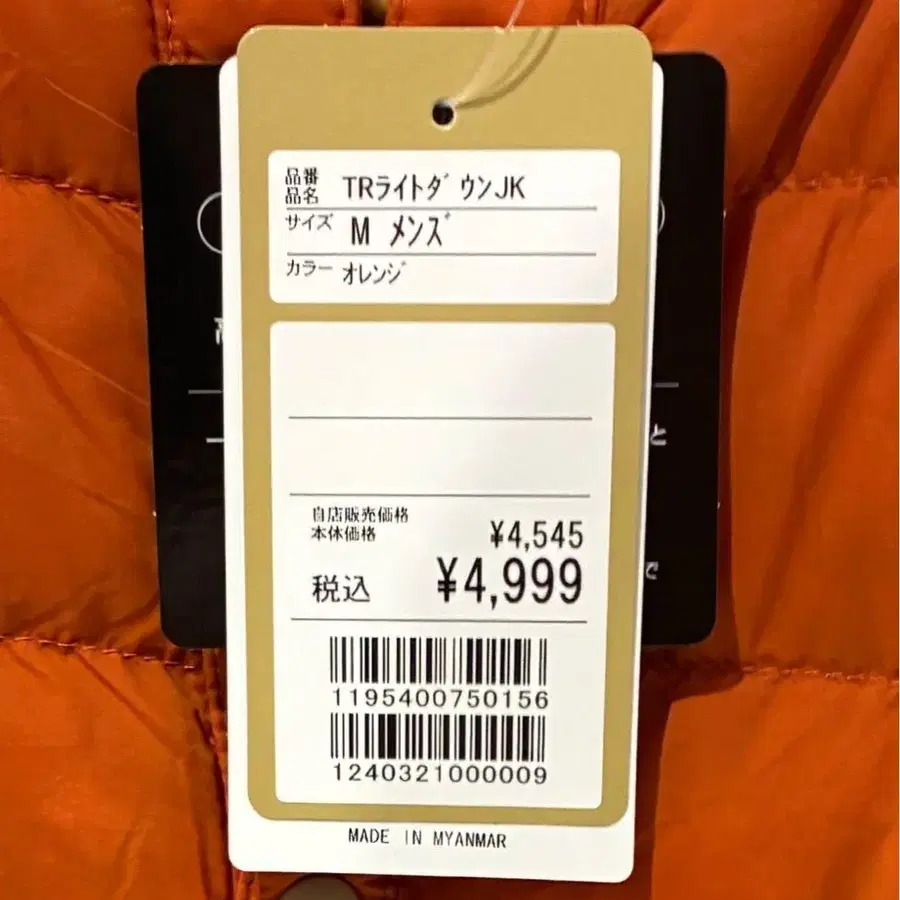 品番
品名 TRライトダウンJK
サイズ M メンズ
カラー オレンジ
自店販売価格
本体価格 ¥4,545
税込 ¥4,999
1195400750156
1240321000009
MADE IN MYANMAR
と
で